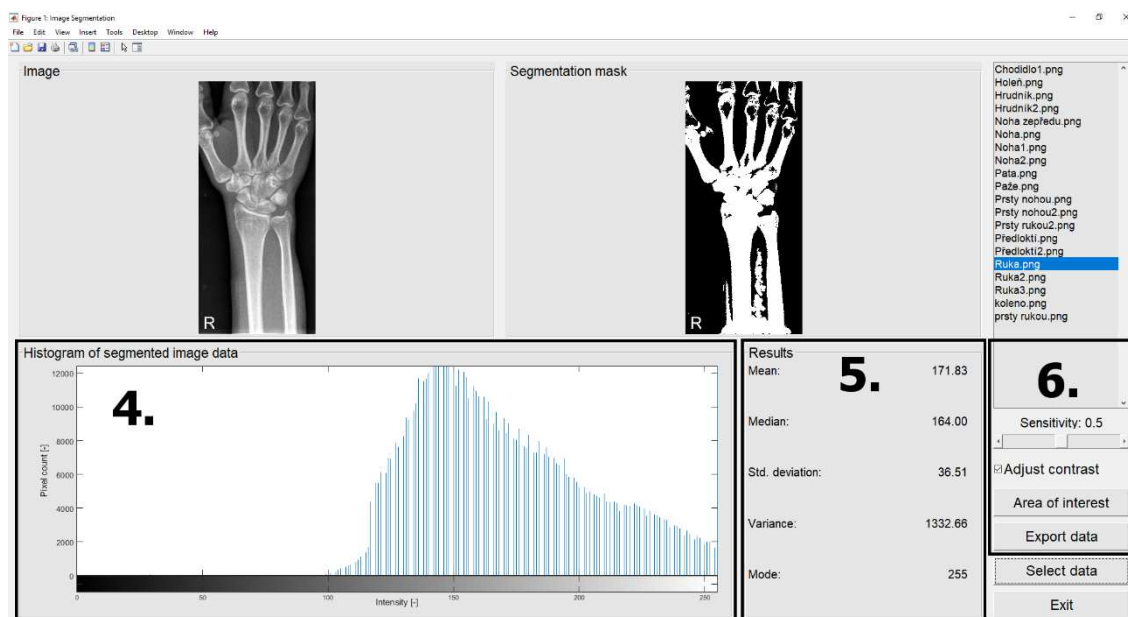 Figure 1: Image Segmentation
File Edit View Insert Tools Desktop Window Help
Image
R
Segmentation mask
R
Chodidlo1.png
Holeň.png
Hrudník.png
Hrudník2.png
Noha zepředu.png
Noha.png
Noha1.png
Noha2.png
Pata.png
Paže.png
Prsty nohou.png
Prsty nohou2.png
Prsty rukou2.png
Předloktí.png
Předloktí2.png
Ruka.png
Ruka2.png
Ruka3.png
koleno.png
prsty rukou.png
Histogram of segmented image data
4.
12000
10000
8000
6000
4000
2000
0
Pixel count [-]
0 50 100 150 200 250
Intensity [-]
Results
5.
Mean: 171.83
Median: 164.00
Std. deviation: 36.51
Variance: 1332.66
Mode: 255
6.
Sensitivity: 0.5
Adjust contrast
Area of interest
Export data
Select data
Exit